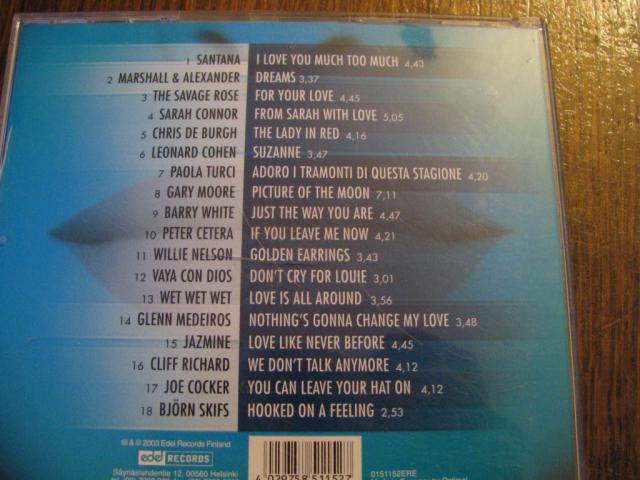 1 SANTANA I LOVE YOU MUCH TOO MUCH 4,43
2 MARSHALL & ALEXANDER DREAMS 3,37
3 THE SAVAGE ROSE FOR YOUR LOVE 4,45
4 SARAH CONNOR FROM SARAH WITH LOVE 5,05
5 CHRIS DE BURGH THE LADY IN RED 4,16
6 LEONARD COHEN SUZANNE 3,47
7 PAOLA TURCI ADORO I TRAMONTI DI QUESTA STAGIONE 4,20
8 GARY MOORE PICTURE OF THE MOON 7,11
9 BARRY WHITE JUST THE WAY YOU ARE 4,47
10 PETER CETERA IF YOU LEAVE ME NOW 4,21
11 WILLIE NELSON GOLDEN EARRINGS 3,43
12 VAYA CON DIOS DON'T CRY FOR LOUIE 3,01
13 WET WET WET LOVE IS ALL AROUND 3,56
14 GLENN MEDEIROS NOTHING'S GONNA CHANGE MY LOVE 3,48
15 JAZMINE LOVE LIKE NEVER BEFORE 4,45
16 CLIFF RICHARD WE DON'T TALK ANYMORE 4,12
17 JOE COCKER YOU CAN LEAVE YOUR HAT ON 4,12
18 BJÖRN SKIFS HOOKED ON A FEELING 2,53
℗ & © 2003 Edel Records Finland
edel RECORDS
Säynäslahdentie 12, 00560 Helsinki
4 029758 511527
0151152ERE